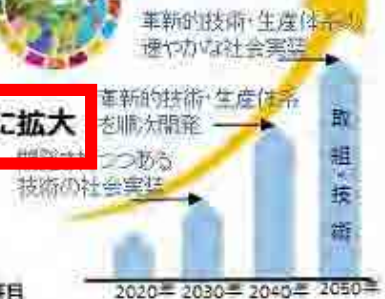 革新的技術・生産体系の
速やかな社会実装
革新的技術・生産体系
を順次開発
に拡大
開発されつつある
技術の社会実装
取組・技術
2020年 2030年 2040年 2050年